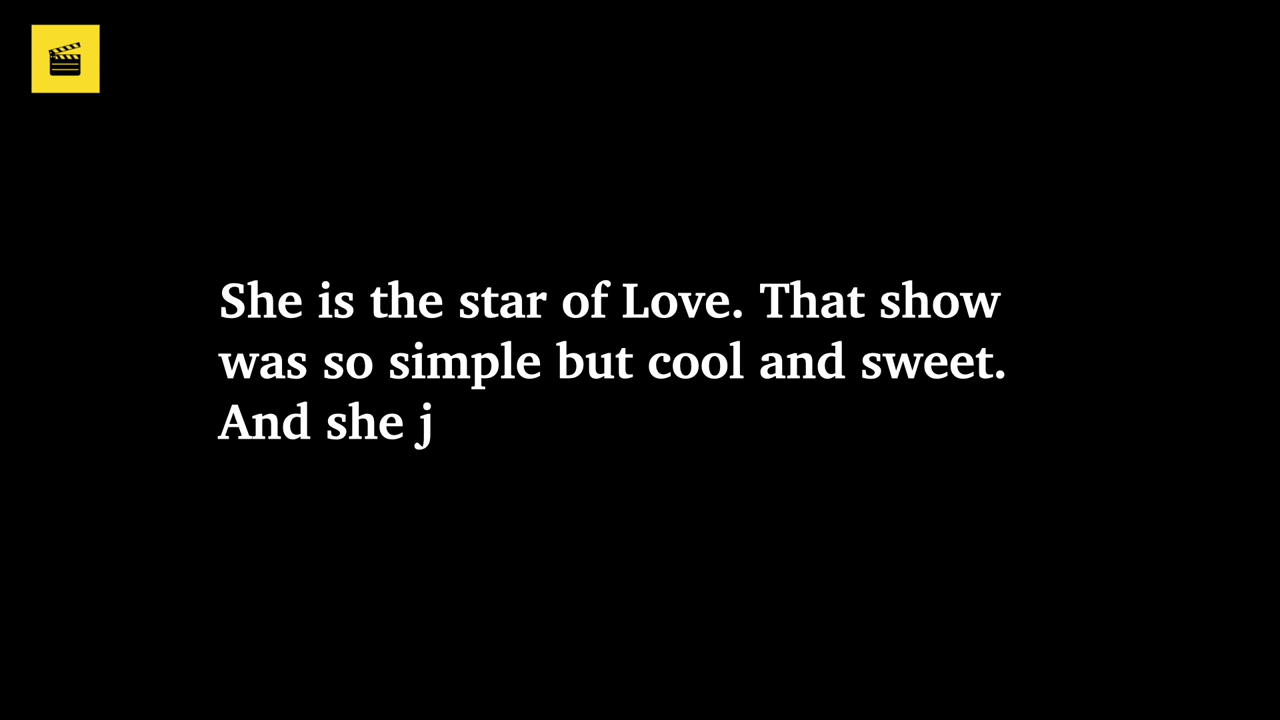 She is the star of Love. That show
was so simple but cool and sweet.
And she j